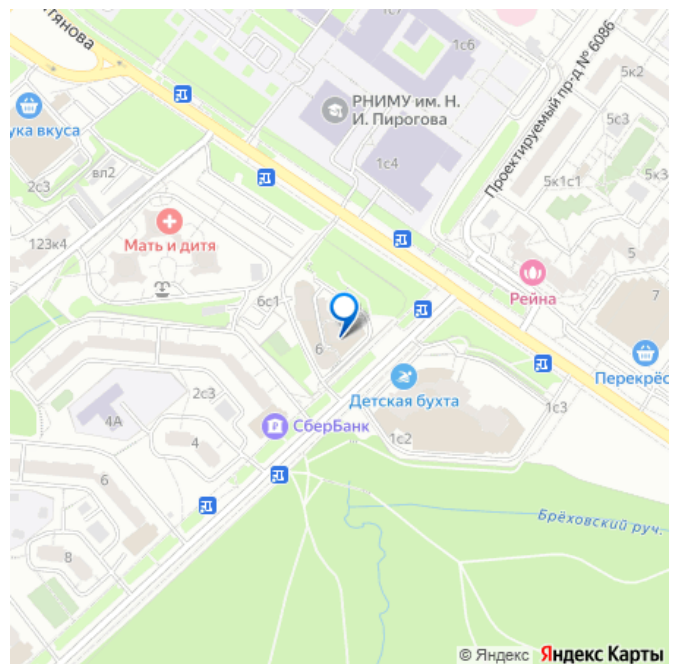 тянова
1с7
1с6
Проектируемый пр-д № 6086
5к2
РНИМУ им. Н.
И. Пирогова
ука вкуса
5с3
1с4
вл2
5к1с1
5к3
2с3
123к4
Мать и дитя
5
Рейна
7
6с1
6
Перекрёс
Детская бухта
2с3
1с3
4А
СберБанк
4
1с2
6
Брёховский руч.
8
© Яндекс Яндекс Карты